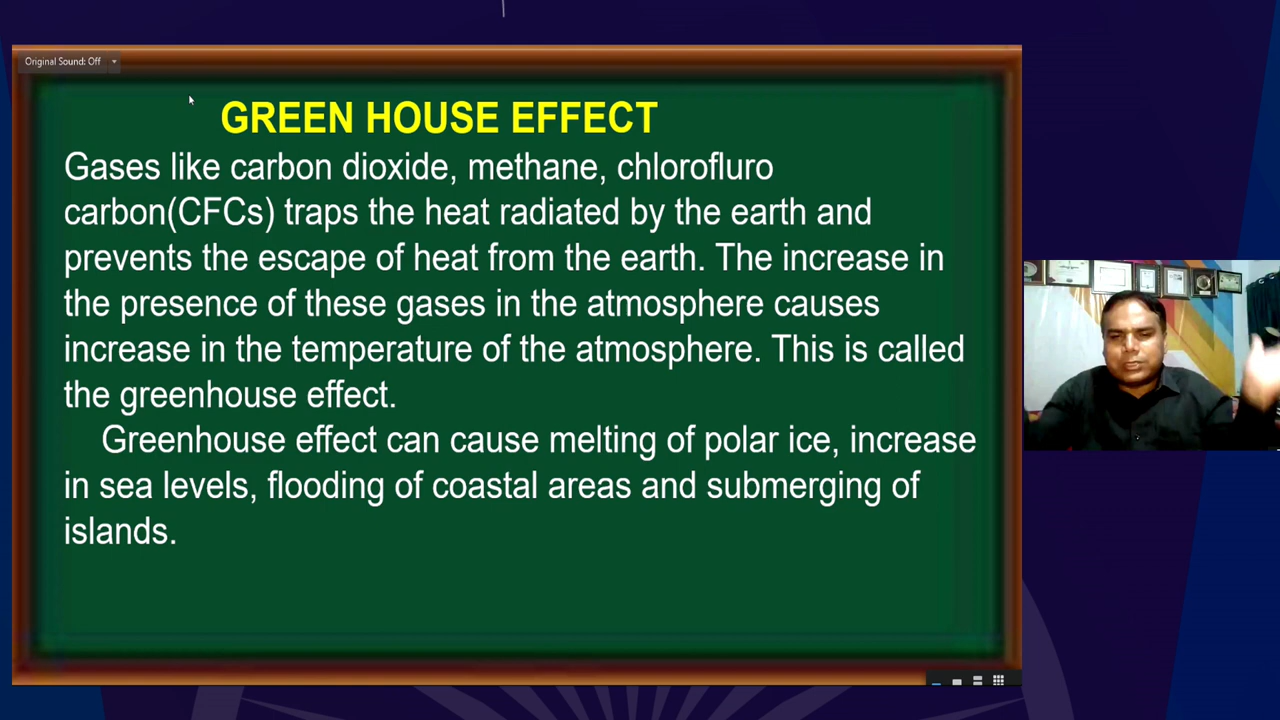 Original Sound: Off
GREEN HOUSE EFFECT
Gases like carbon dioxide, methane, chlorofluro
carbon(CFCs) traps the heat radiated by the earth and
prevents the escape of heat from the earth. The increase in
the presence of these gases in the atmosphere causes
increase in the temperature of the atmosphere. This is called
the greenhouse effect.
Greenhouse effect can cause melting of polar ice, increase
in sea levels, flooding of coastal areas and submerging of
islands.